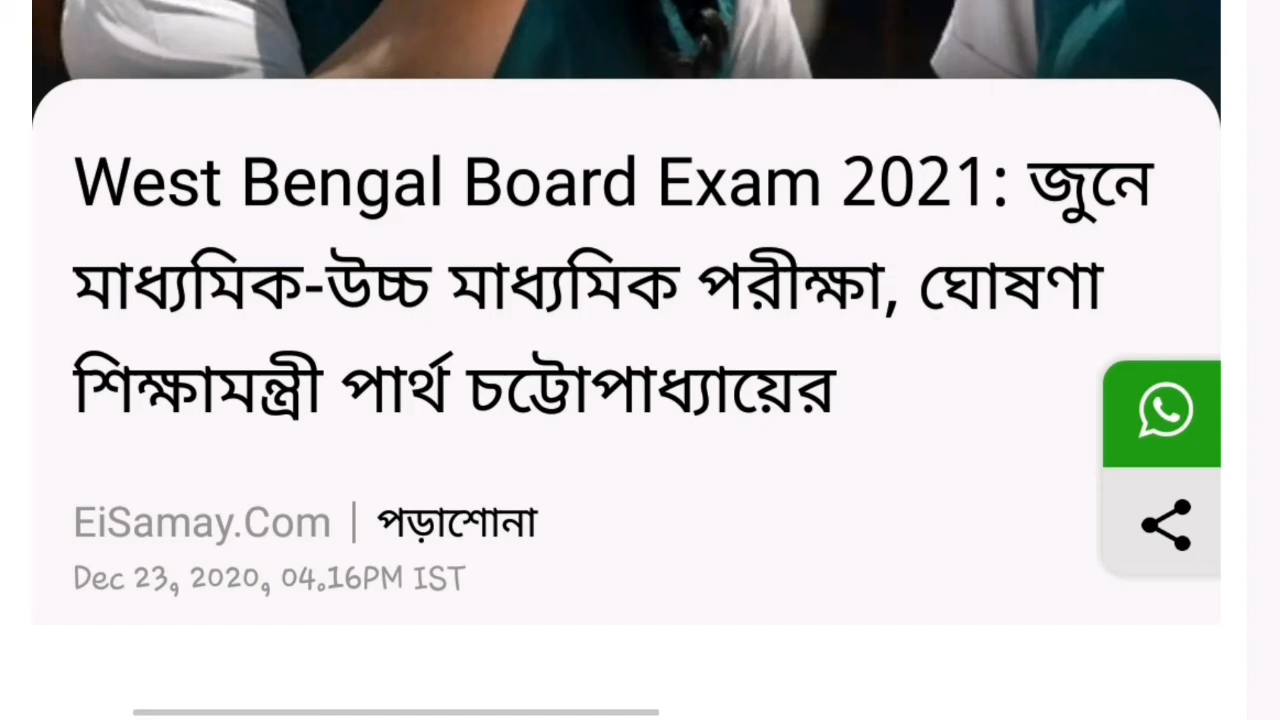 West Bengal Board Exam 2021: জুনে
মাধ্যমিক-উচ্চ মাধ্যমিক পরীক্ষা, ঘোষণা
শিক্ষামন্ত্রী পার্থ চট্টোপাধ্যায়ের
EiSamay.Com | পড়াশোনা
Dec 23, 2020, 04.16PM IST